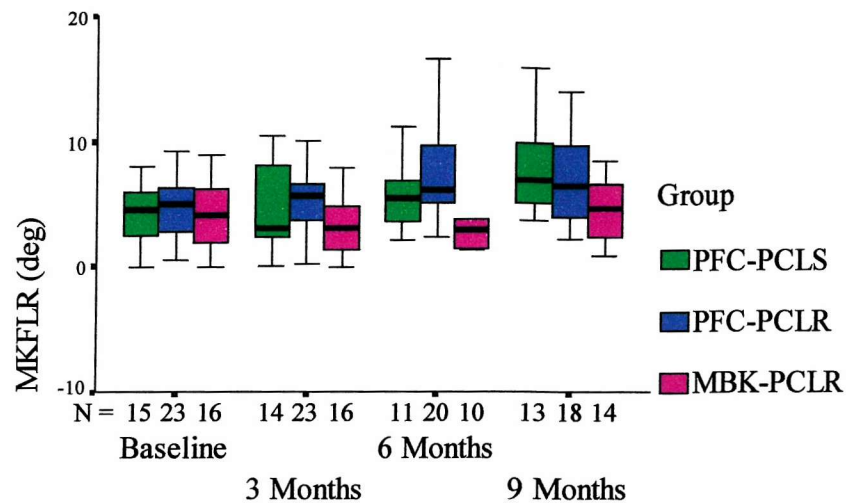 20
10
0
-10
MKFLR (deg)
N = 15 23 16 14 23 16 11 20 10 13 18 14
Baseline 6 Months
3 Months 9 Months
Group
PFC-PCLS
PFC-PCLR
MBK-PCLR